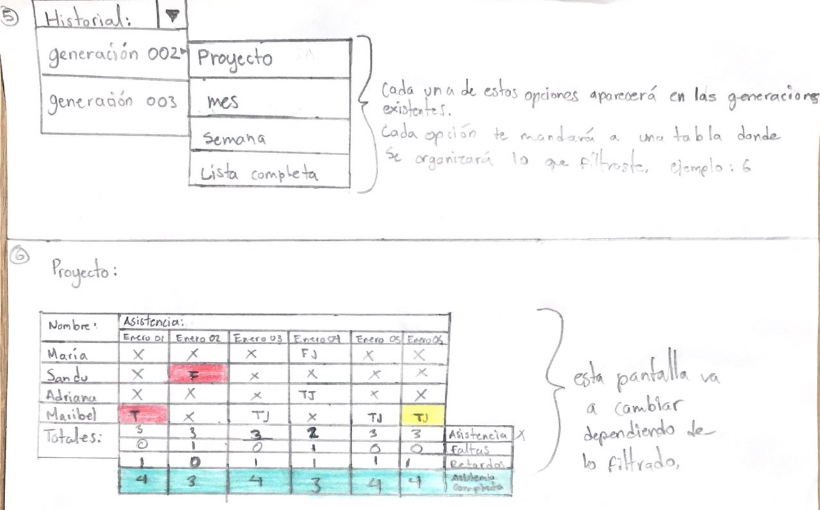 5
Historial: ▼
generación 002
generación 003
Proyecto
mes
Semana
Lista completa
Cada una de estas opciones aparecerá en las generaciones
existentes.
Cada opción te mandará a una tabla donde
se organizará lo que filtraste, ejemplo: 6
6
Proyecto:
Nombre: Asistencia:
Enero 01 Enero 02 Enero 03 Enero 04 Enero 05 Enero 06
María X X X FJ X X
Sandu X F X X X X
Adriana X X X TJ X X
Maribel T X TJ X TJ TJ
Totales: 3 3 3 2 3 3 Asistencia X
0 1 0 1 0 0 Faltas
1 0 1 1 1 1 Retardos
4 3 4 3 4 4 Asistencia completa
esta pantalla va
a cambiar
dependiendo de
lo filtrado,